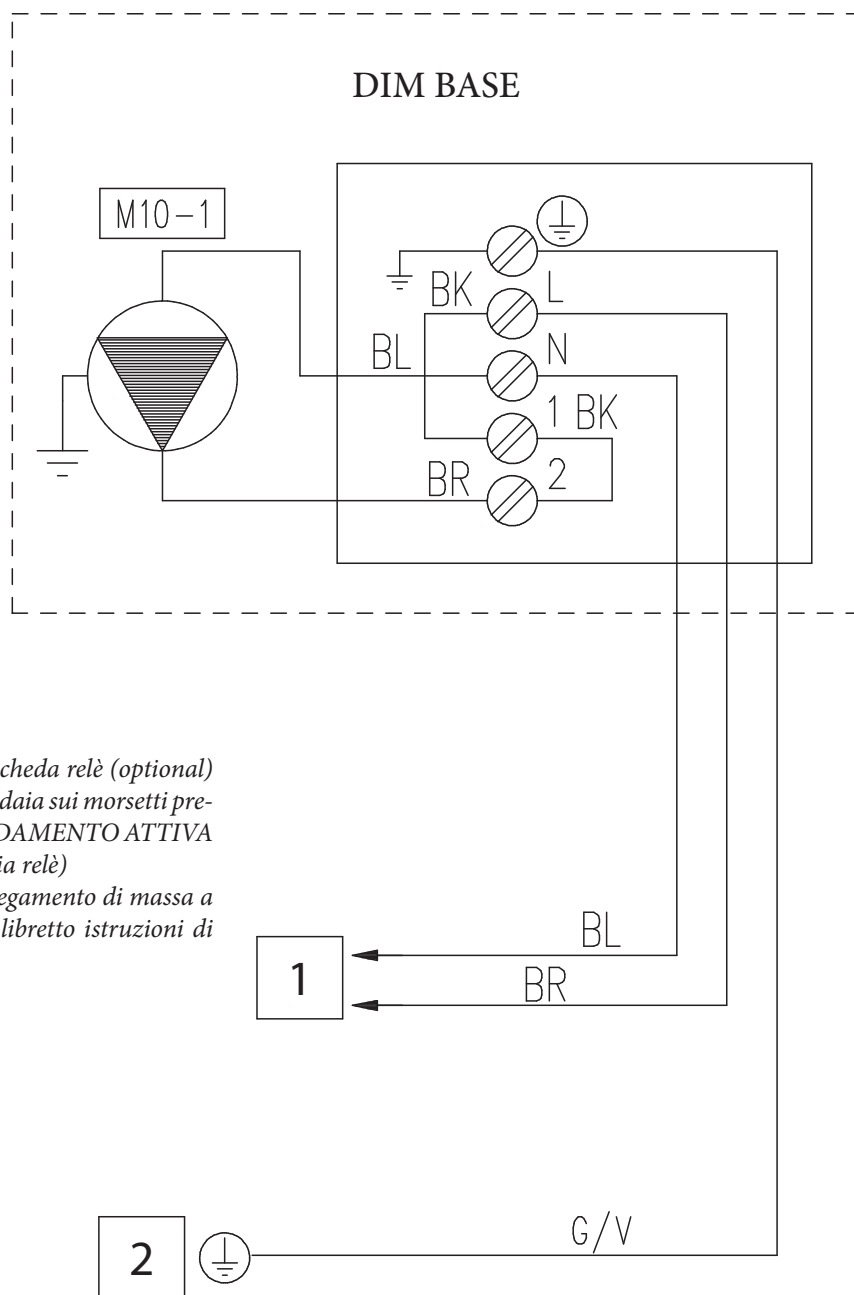 DIM BASE
M10-1
BK
L
BL
N
1 BK
BR
2
cheda relè (optional)
daia sui morsetti pre-
DAMENTO ATTIVA
ia relè)
egamento di massa a
libretto istruzioni di
BL
1
BR
G/V
2